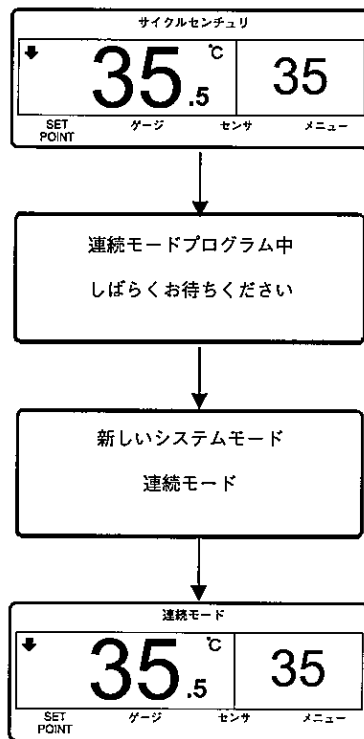 サイクルセンチュリ
35.5 ℃ 35
SET POINT ゲージ センサ メニュー
連続モードプログラム中
しばらくお待ちください
新しいシステムモード
連続モード
連続モード
35.5 ℃ 35
SET POINT ゲージ センサ メニュー